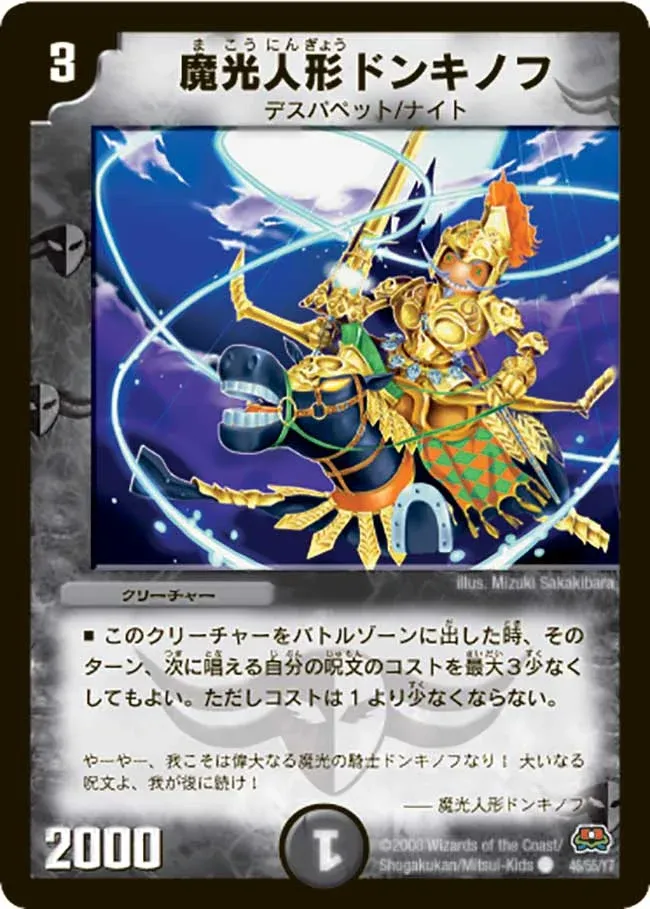 3
ま こう にん ぎょう
魔光人形ドンキノフ
デスパペット/ナイト
illus. Mizuki Sakakibara
クリーチャー
■ このクリーチャーをバトルゾーンに出した時、その
ターン、次に唱える自分の呪文のコストを最大3少なく
してもよい。ただしコストは1より少なくならない。
やーやー、我こそは偉大なる魔光の騎士ドンキノフなり! 大いなる
呪文よ、我が後に続け!
―― 魔光人形ドンキノフ
2000
1
©2008 Wizards of the Coast/
Shogakukan/Mitsui-Kids
46/55/Y7